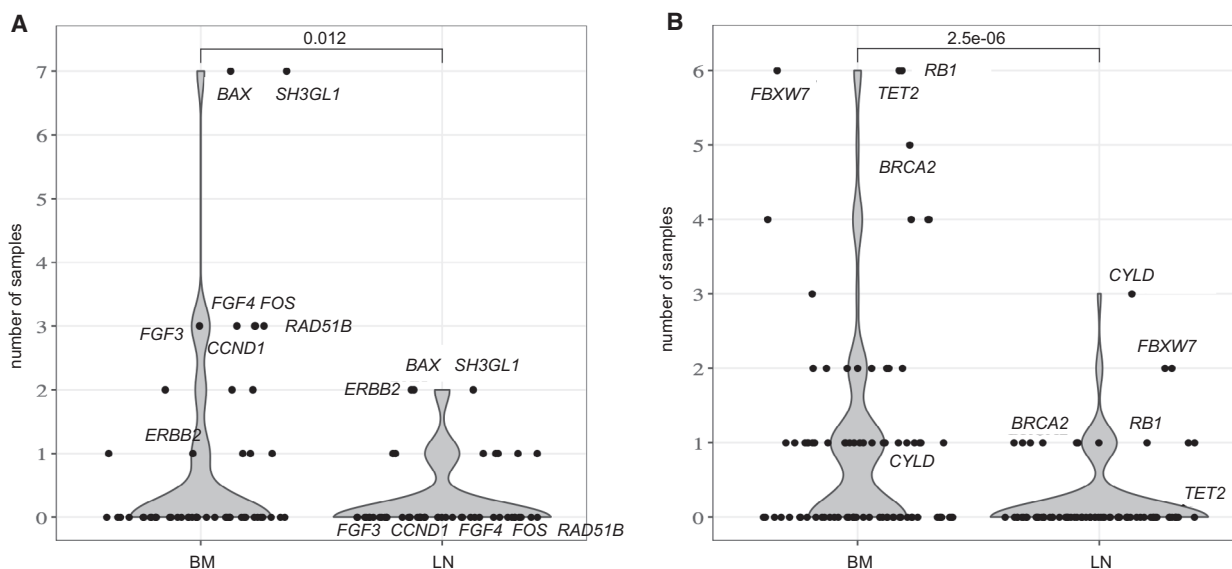 A
B
0.012
2.5e-06
number of samples
7
6
5
4
3
2
1
0
BAX SH3GL1
FGF4 FOS
FGF3
RAD51B
CCND1
BAX SH3GL1
ERBB2
ERBB2
FGF3 CCND1 FGF4 FOS RAD51B
BM LN
number of samples
6
5
4
3
2
1
0
RB1
FBXW7
TET2
BRCA2
CYLD
FBXW7
BRCA2
RB1
CYLD
TET2
BM LN